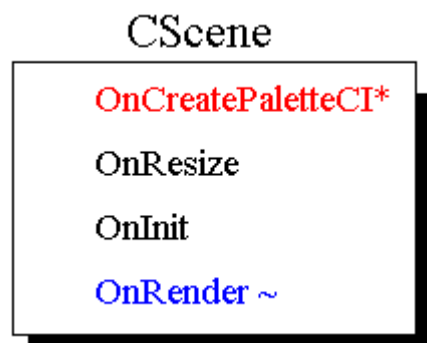 CScene
OnCreatePaletteCI*
OnResize
OnInit
OnRender ~